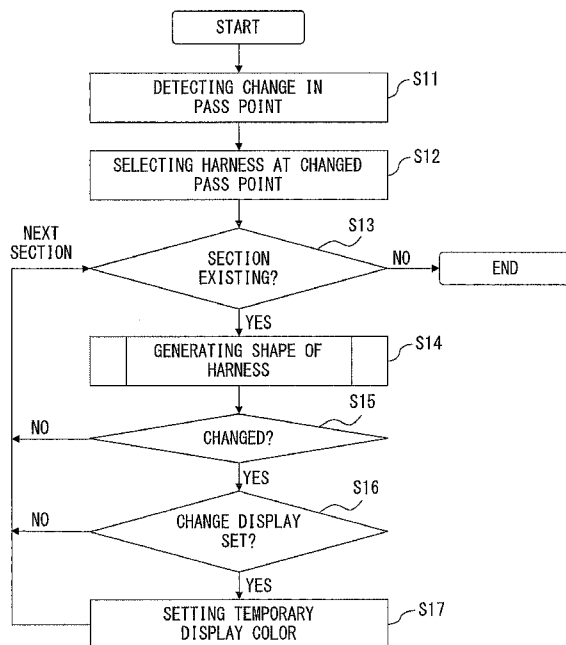 START
DETECTING CHANGE IN
PASS POINT
S11
SELECTING HARNESS AT CHANGED
PASS POINT
S12
NEXT
SECTION
S13
SECTION
EXISTING?
NO
END
YES
GENERATING SHAPE OF
HARNESS
S14
S15
NO
CHANGED?
YES
S16
NO
CHANGE DISPLAY
SET?
YES
SETTING TEMPORARY
DISPLAY COLOR
S17